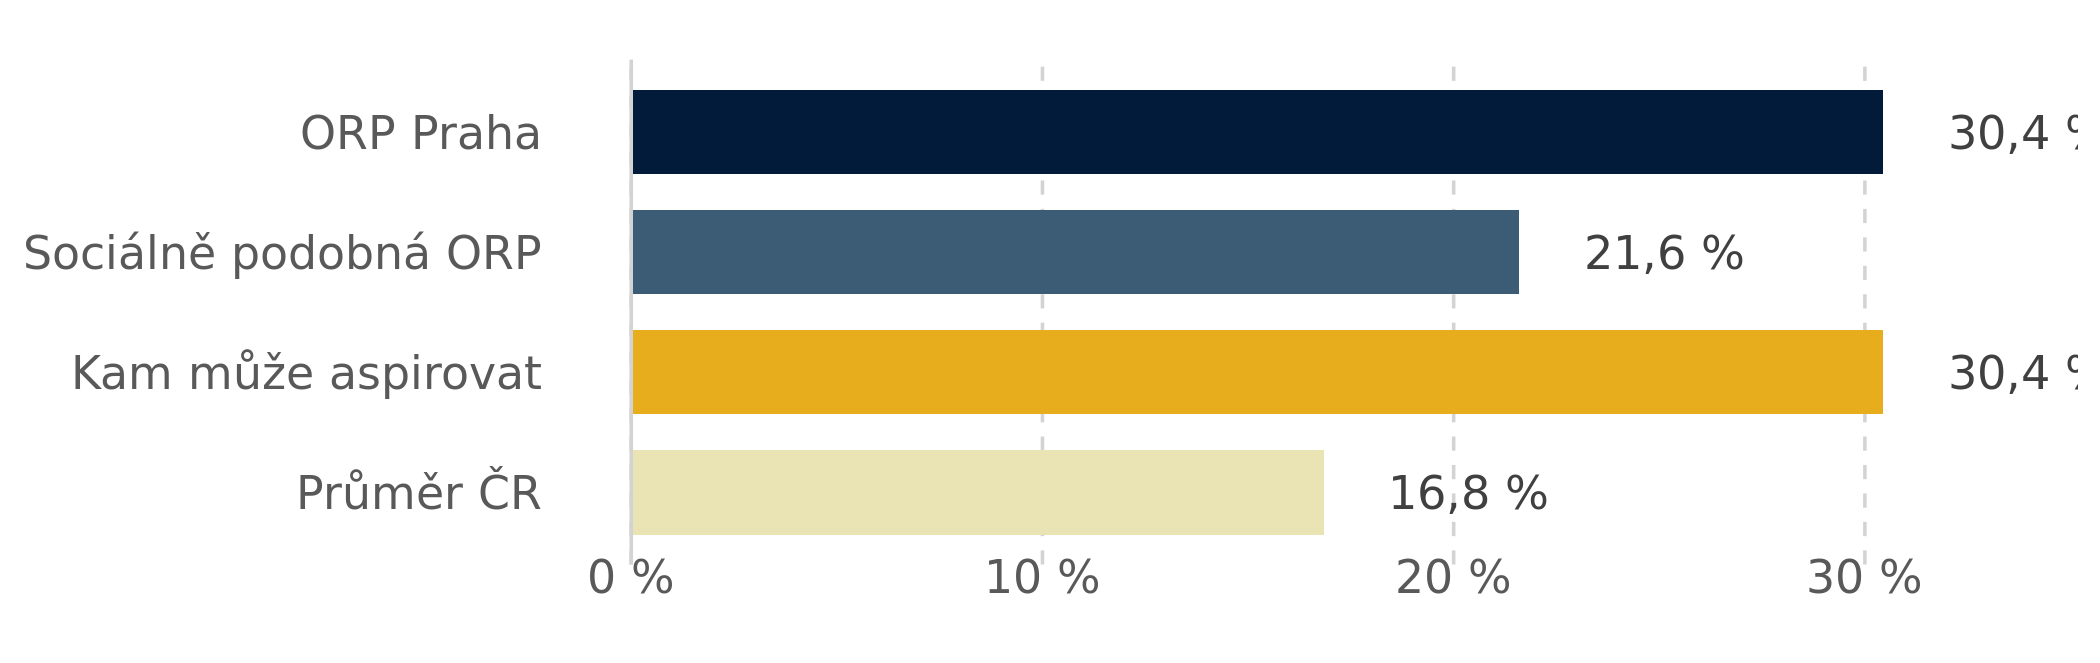 ORP Praha 30,4 %
Sociálně podobná ORP 21,6 %
Kam může aspirovat 30,4 %
Průměr ČR 16,8 %
0 % 10 % 20 % 30 %